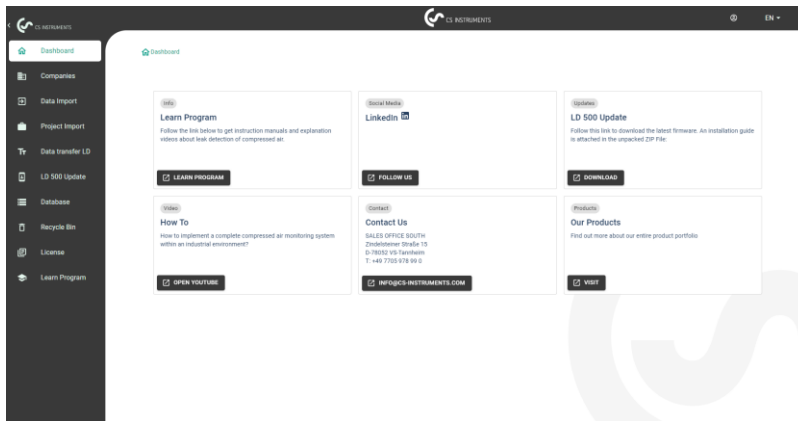 CS INSTRUMENTS
CS INSTRUMENTS
EN
Dashboard
Companies
Data Import
Project Import
Data transfer LD
LD 500 Update
Database
Recycle Bin
License
Learn Program
Dashboard
Info
Learn Program
Follow the link below to get instruction manuals and explanation
videos about leak detection of compressed air.
LEARN PROGRAM
Social Media
LinkedIn
FOLLOW US
Updates
LD 500 Update
Follow this link to download the latest firmware. An installation guide
is attached in the unpacked ZIP File.
DOWNLOAD
Video
How To
How to implement a complete compressed air monitoring system
within an industrial environment?
OPEN YOUTUBE
Contact
Contact Us
SALES OFFICE SOUTH
Zindelsteiner Straße 15
D-78052 VS-Tannheim
T: +49 7705 978 99 0
INFO@CS-INSTRUMENTS.COM
Products
Our Products
Find out more about our entire product portfolio
VISIT